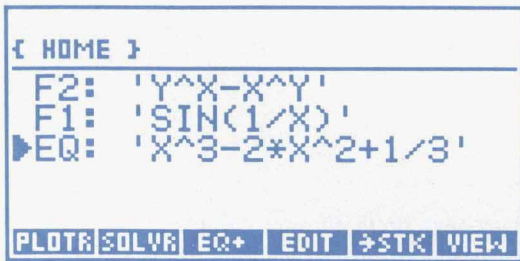 { HOME }
F2: 'Y^X-X^Y'
F1: 'SIN(1/X)'
▶EQ: 'X^3-2*X^2+1/3'
PLOTR SOLVR EQ+ EDIT →STK VIEW